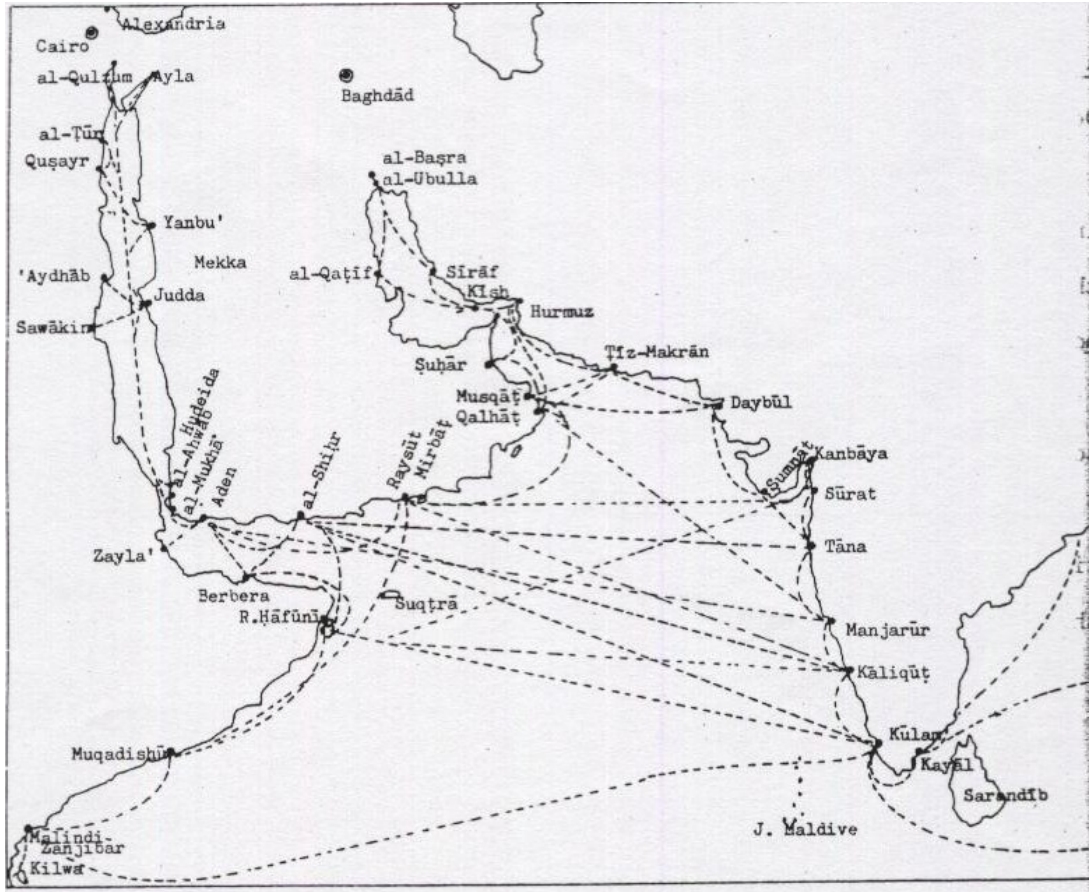 Alexandria
Cairo
al-Qulzum
Ayla
Baghdād
al-Ṭūr
Quṣayr
al-Baṣra
al-Ubulla
Yanbu'
Mekka
'Aydhāb
al-Qaṭīf
Sīrāf
Kīsh
Judda
Hurmuz
Sawākin
Ṣuḥār
Tīz-Makrān
Musqāṭ
Qalhāṭ
Daybūl
Hudeida
al-Ahwāb
al-Mukhā'
Aden
al-Shiḥr
Raysūt
Mirbāṭ
Sumnāt
Kanbāya
Sūrat
Zayla'
Tāna
Berbera
Suqṭrā
R.Ḥāfūnī
Manjarūr
Kāliqūṭ
Muqadishū
Kūlam
Kayāl
Sarandīb
J. Maldive
Malindi
Zanjibar
Kilwa